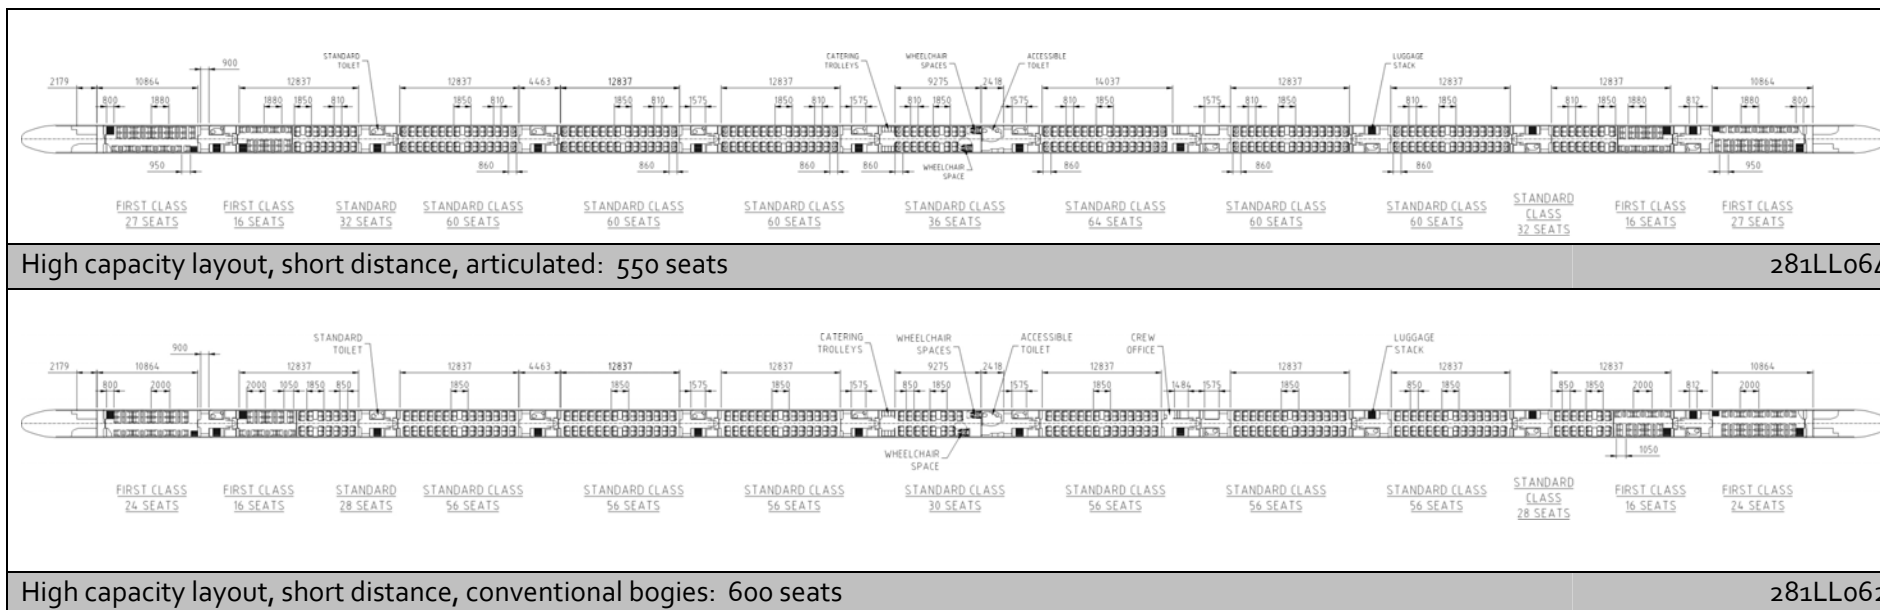 STANDARD TOILET
CATERING TROLLEYS
WHEELCHAIR SPACES
ACCESSIBLE TOILET
LUGGAGE STACK
900
2179 10864 12837 12837 4463 12837 12837 9275 2418 14037 12837 12837 12837 10864
800 1880 1880 1850 810 1850 810 1850 810 1575 1850 810 1575 810 1850 1575 810 1850 1575 810 1850 810 1850 810 1850 1880 812 1880 800
950 860 860 860 860 860 860 860 950
WHEELCHAIR SPACE
FIRST CLASS FIRST CLASS STANDARD STANDARD CLASS STANDARD CLASS STANDARD CLASS STANDARD CLASS STANDARD CLASS STANDARD CLASS STANDARD CLASS STANDARD CLASS FIRST CLASS FIRST CLASS
27 SEATS 16 SEATS 32 SEATS 60 SEATS 60 SEATS 60 SEATS 36 SEATS 64 SEATS 60 SEATS 60 SEATS 32 SEATS 16 SEATS 27 SEATS
High capacity layout, short distance, articulated: 550 seats
STANDARD TOILET
CATERING TROLLEYS
WHEELCHAIR SPACES
ACCESSIBLE TOILET
CREW OFFICE
LUGGAGE STACK
900
2179 10864 12837 12837 4463 12837 12837 9275 2418 12837 12837 12837 12837 10864
800 2000 2000 1050 1850 850 1850 1850 1575 1850 1575 850 1850 1575 1850 1484 1575 1850 850 1850 850 1850 2000 812 2000
1050
WHEELCHAIR SPACE
FIRST CLASS FIRST CLASS STANDARD STANDARD CLASS STANDARD CLASS STANDARD CLASS STANDARD CLASS STANDARD CLASS STANDARD CLASS STANDARD CLASS STANDARD CLASS FIRST CLASS FIRST CLASS
24 SEATS 16 SEATS 28 SEATS 56 SEATS 56 SEATS 56 SEATS 30 SEATS 56 SEATS 56 SEATS 56 SEATS 28 SEATS 16 SEATS 24 SEATS
High capacity layout, short distance, conventional bogies: 600 seats